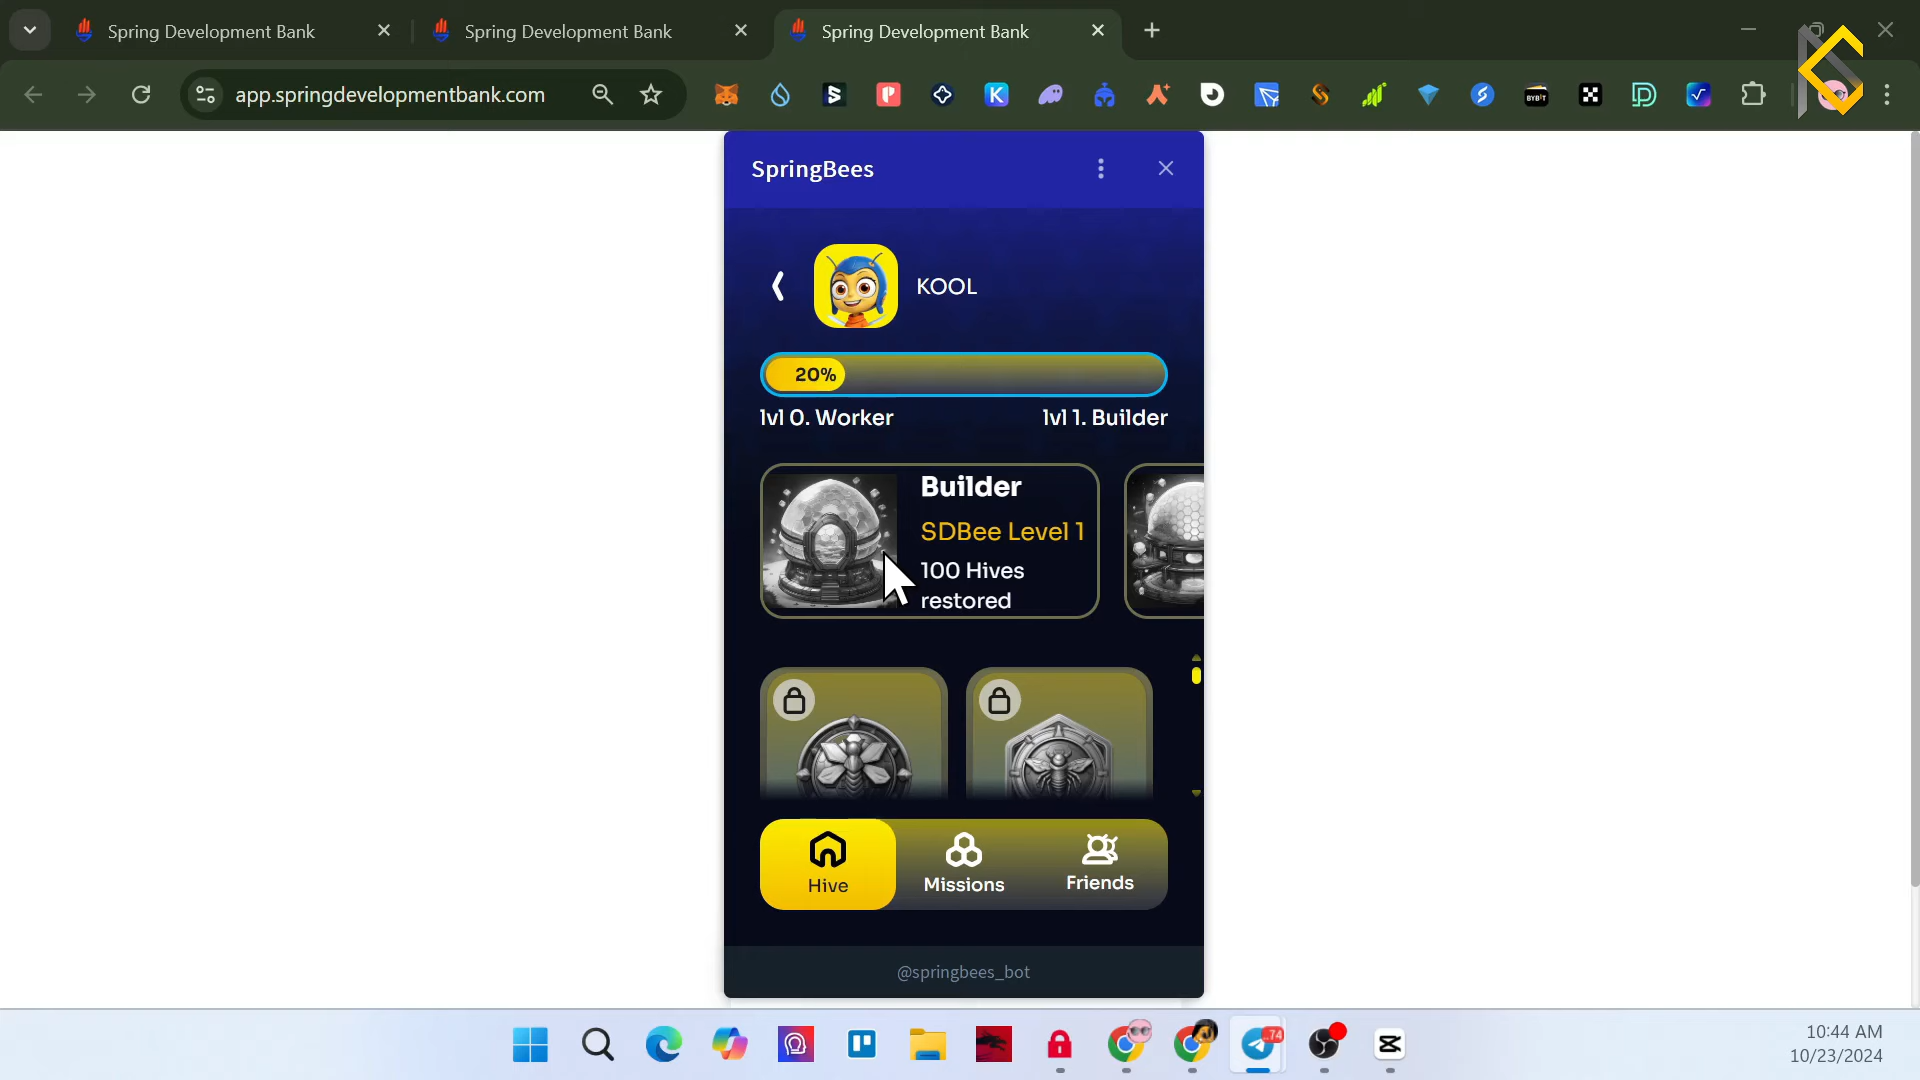 Spring Development Bank
Spring Development Bank
Spring Development Bank
app.springdevelopmentbank.com
SpringBees
KOOL
20%
lvl 0. Worker
lvl 1. Builder
Builder
SDBee Level 1
100 Hives
restored
Hive
Missions
Friends
@springbees_bot
BYBIT
..74
10:44 AM
10/23/2024